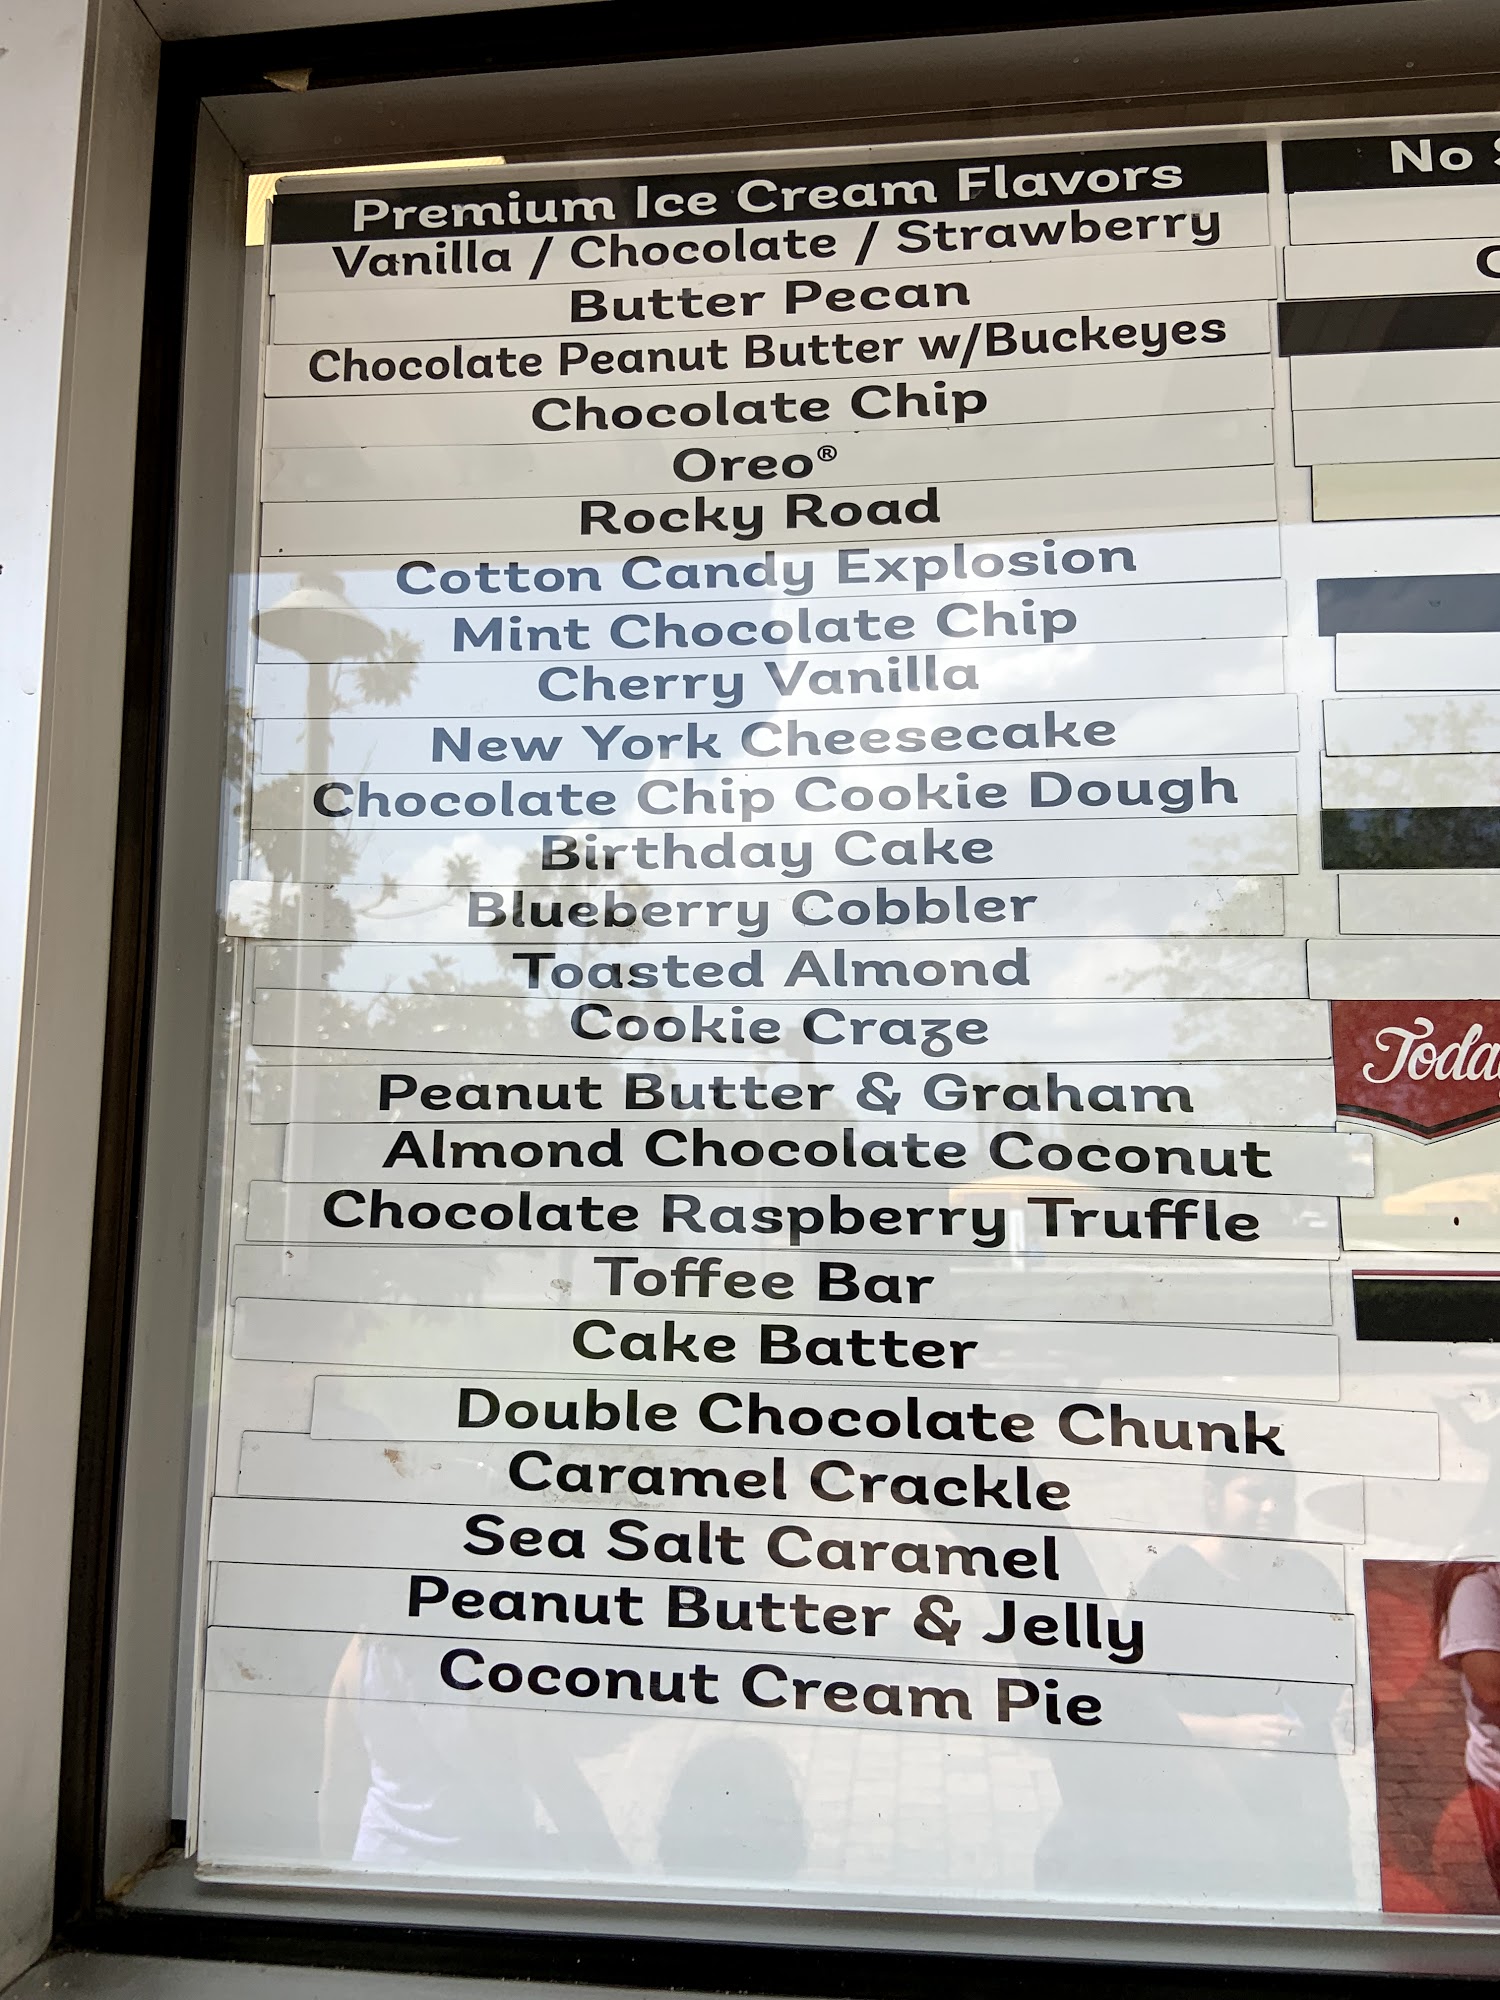 Premium Ice Cream Flavors
Vanilla / Chocolate / Strawberry
Butter Pecan
Chocolate Peanut Butter w/Buckeyes
Chocolate Chip
Oreo®
Rocky Road
Cotton Candy Explosion
Mint Chocolate Chip
Cherry Vanilla
New York Cheesecake
Chocolate Chip Cookie Dough
Birthday Cake
Blueberry Cobbler
Toasted Almond
Cookie Craze
Peanut Butter & Graham
Almond Chocolate Coconut
Chocolate Raspberry Truffle
Toffee Bar
Cake Batter
Double Chocolate Chunk
Caramel Crackle
Sea Salt Caramel
Peanut Butter & Jelly
Coconut Cream Pie
No